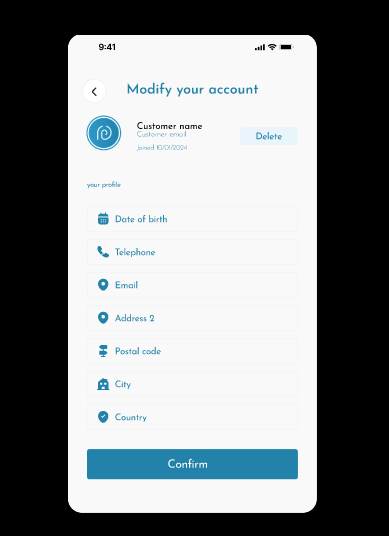 9:41
Modify your account
Customer name
Customer email
Joined 10/01/2024
Delete
your profile
Date of birth
Telephone
Email
Address 2
Postal code
City
Country
Confirm